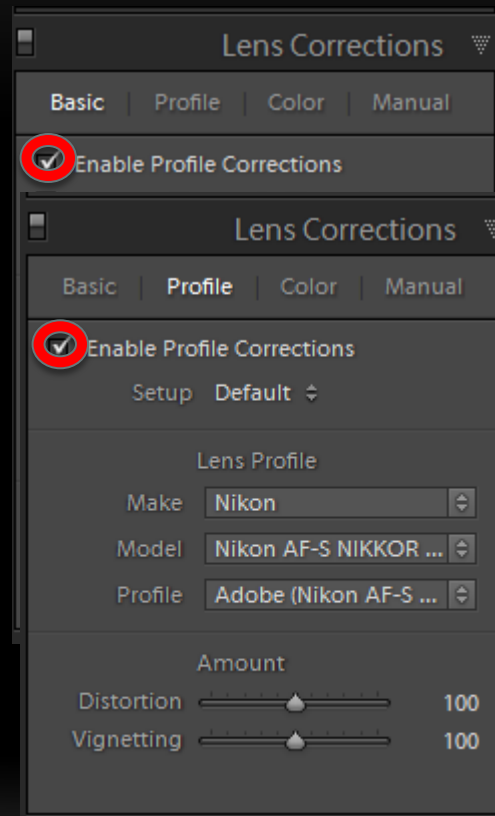 Lens Corrections
Basic | Profile | Color | Manual
Enable Profile Corrections
Lens Corrections
Basic | Profile | Color | Manual
Enable Profile Corrections
Setup Default
Lens Profile
Make Nikon
Model Nikon AF-S NIKKOR ...
Profile Adobe (Nikon AF-S ...
Amount
Distortion 100
Vignetting 100